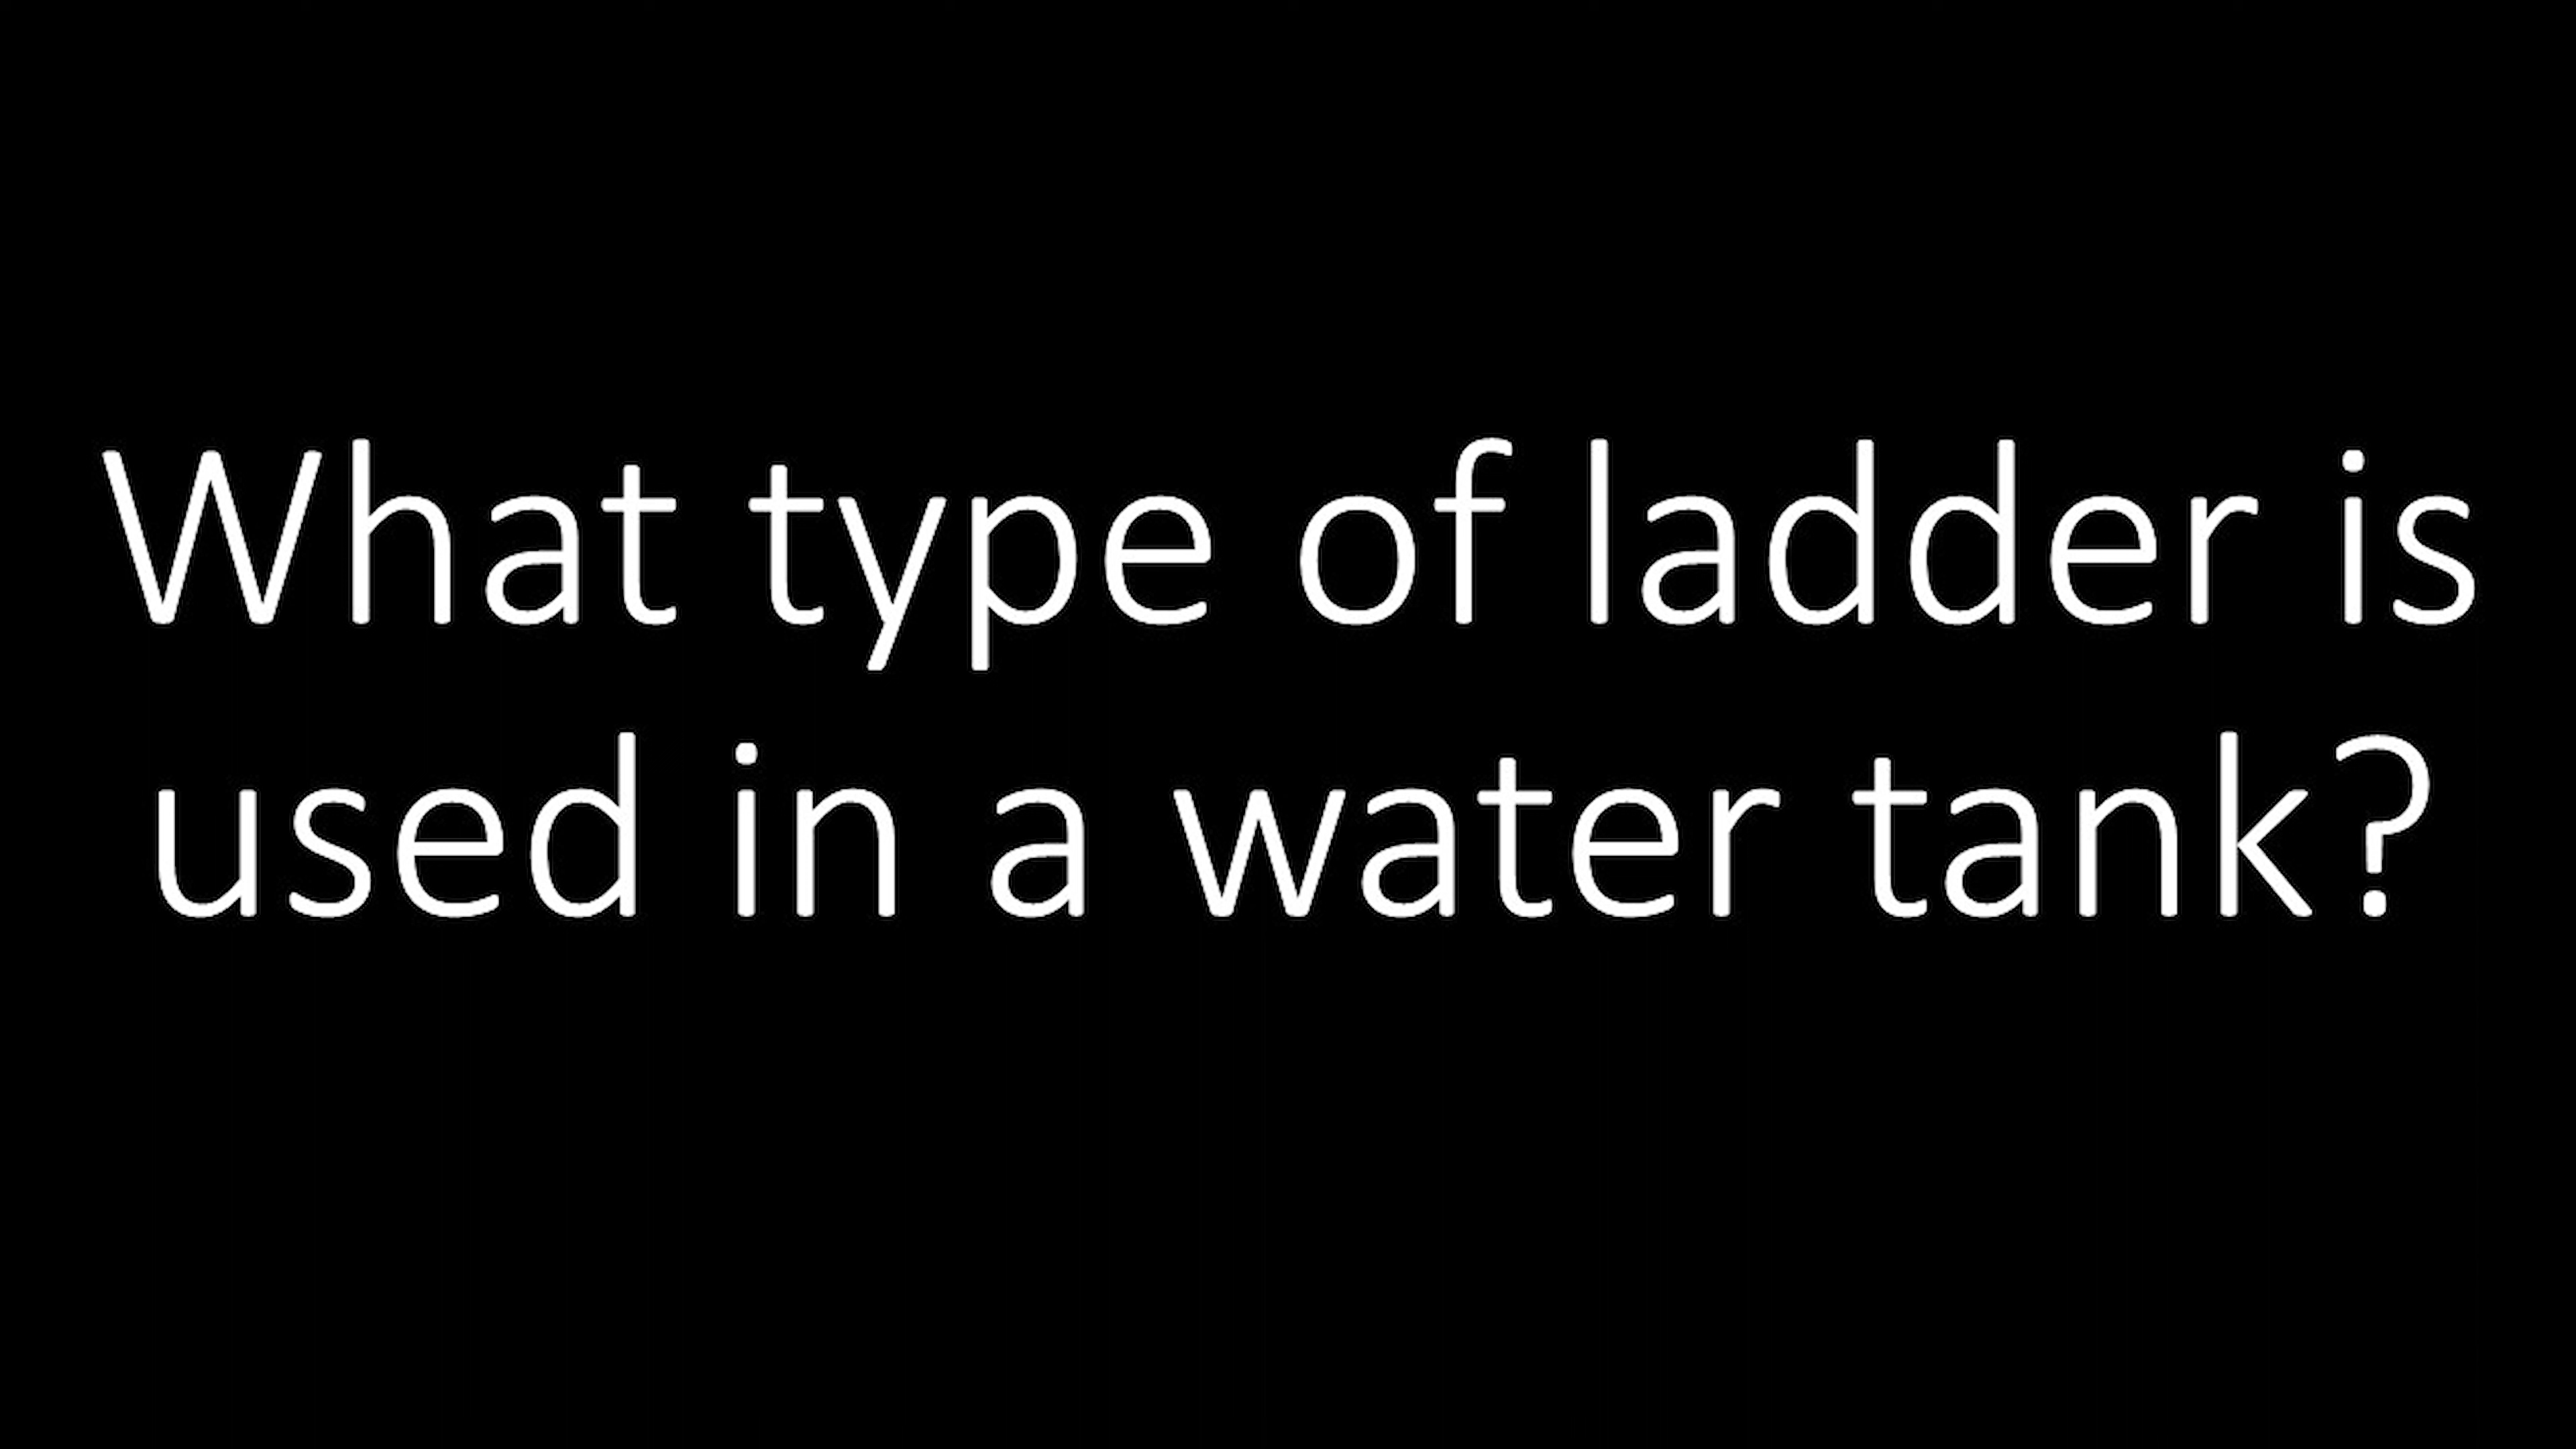 What type of ladder is
used in a water tank?